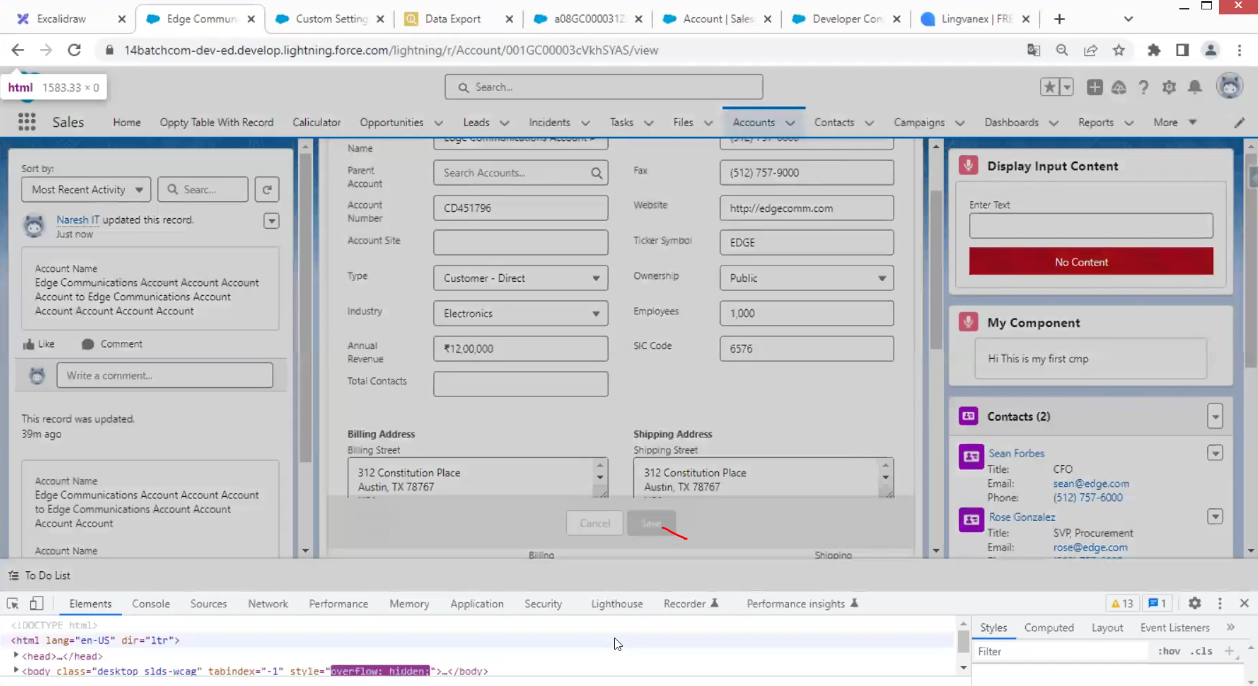 Excalidraw
Edge Commun
Custom Setting
Data Export
a08GC0000312
Account | Sales
Developer Con
Lingvanex | FRE
14batchcom-dev-ed.develop.lightning.force.com/lightning/r/Account/001GC00003cVkhSYAS/view
html 1583.33 × 0
Search...
Sales
Home
Oppty Table With Record
Calculator
Opportunities
Leads
Incidents
Tasks
Files
Accounts
Contacts
Campaigns
Dashboards
Reports
More
Sort by:
Most Recent Activity
Searc...
Naresh IT updated this record.
Just now
Account Name
Edge Communications Account Account Account
Account to Edge Communications Account
Account Account Account Account
Like
Comment
Write a comment...
This record was updated.
39m ago
Account Name
Edge Communications Account Account Account
to Edge Communications Account Account
Account Account
Account Name
Name
Edge Communications Account
(512) 757-6000
Parent
Account
Search Accounts...
Fax
(512) 757-9000
Account
Number
CD451796
Website
http://edgecomm.com
Account Site
Ticker Symbol
EDGE
Type
Customer - Direct
Ownership
Public
Industry
Electronics
Employees
1,000
Annual
Revenue
₹12,00,000
SIC Code
6576
Total Contacts
Billing Address
Billing Street
312 Constitution Place
Austin, TX 78767
Shipping Address
Shipping Street
312 Constitution Place
Austin, TX 78767
Cancel
Save
Billing
Shipping
Display Input Content
Enter Text
No Content
My Component
Hi This is my first cmp
Contacts (2)
Sean Forbes
Title: CFO
Email: sean@edge.com
Phone: (512) 757-6000
Rose Gonzalez
Title: SVP, Procurement
Email: rose@edge.com
To Do List
Elements
Console
Sources
Network
Performance
Memory
Application
Security
Lighthouse
Recorder
Performance insights
13
1
<!DOCTYPE html>
<html lang="en-US" dir="ltr">
<head>…</head>
<body class="desktop slds-wcag" tabindex="-1" style="overflow: hidden;">…</body>
Styles
Computed
Layout
Event Listeners
Filter
:hov
.cls